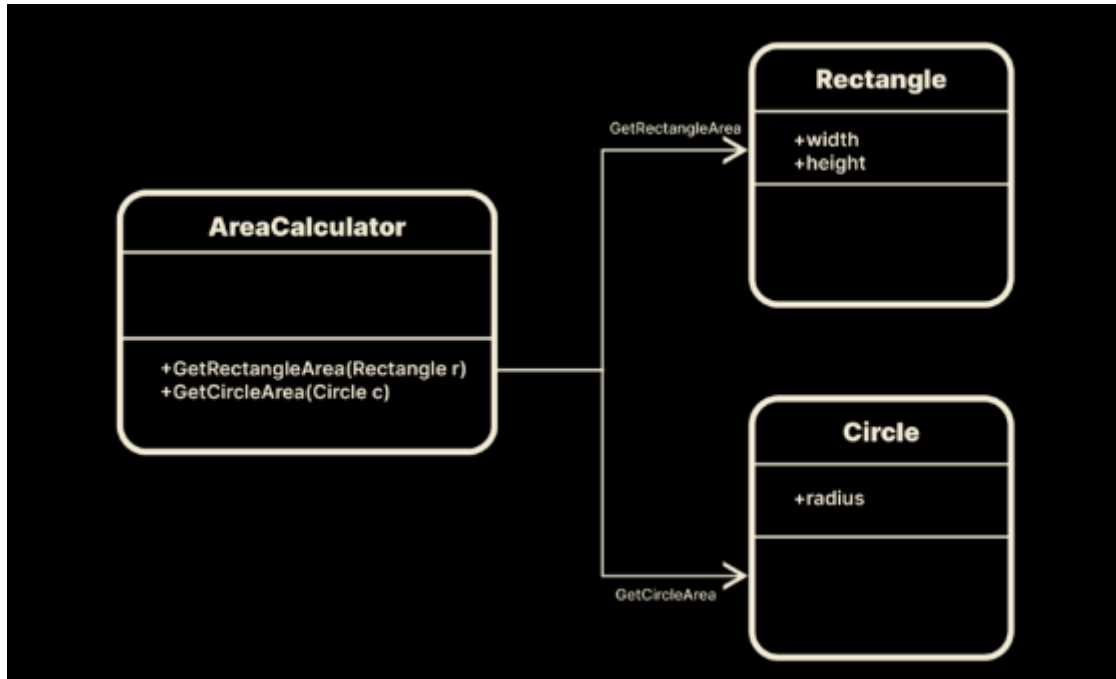 AreaCalculator
+GetRectangleArea(Rectangle r)
+GetCircleArea(Circle c)
GetRectangleArea
Rectangle
+width
+height
GetCircleArea
Circle
+radius